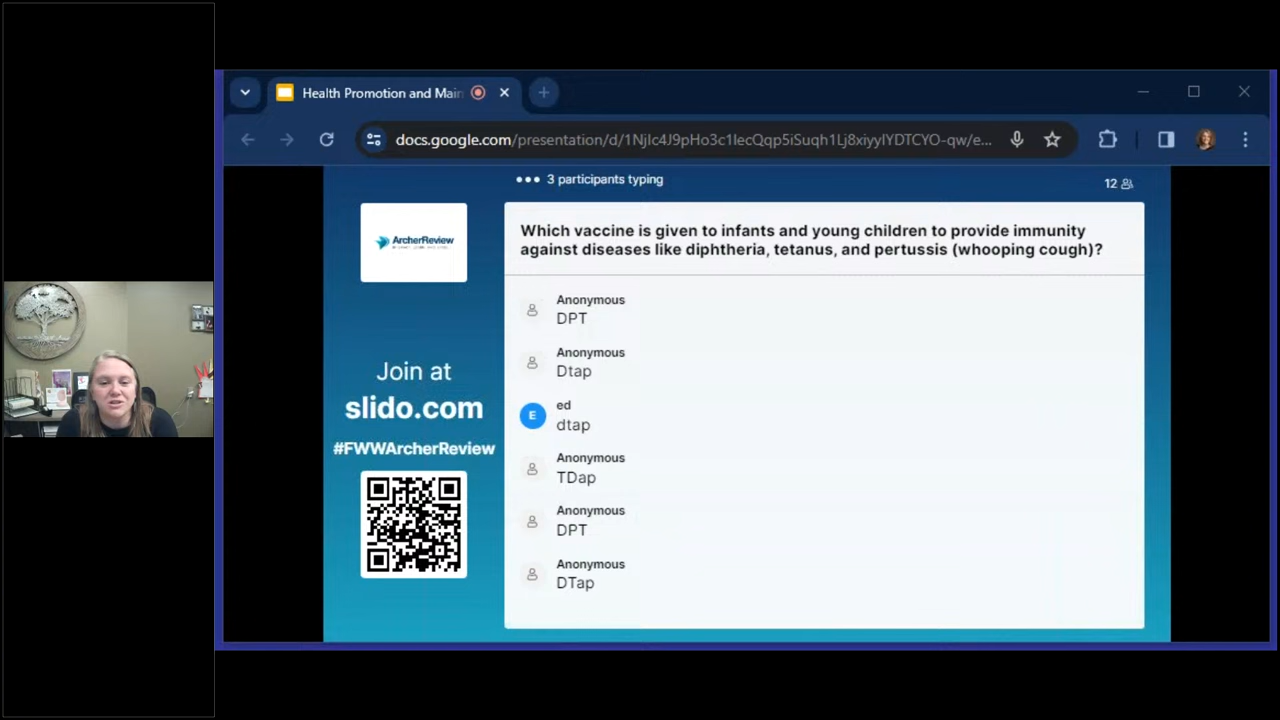 Health Promotion and Main
docs.google.com/presentation/d/1NjIc4J9pHo3c1lecQqp5iSuqh1Lj8xiyylYDTCYO-qw/e...
3 participants typing
12
ArcherReview
Which vaccine is given to infants and young children to provide immunity
against diseases like diphtheria, tetanus, and pertussis (whooping cough)?
Anonymous
DPT
Anonymous
Dtap
E
ed
dtap
Anonymous
TDap
Anonymous
DPT
Anonymous
DTap
Join at
slido.com
#FWWArcherReview